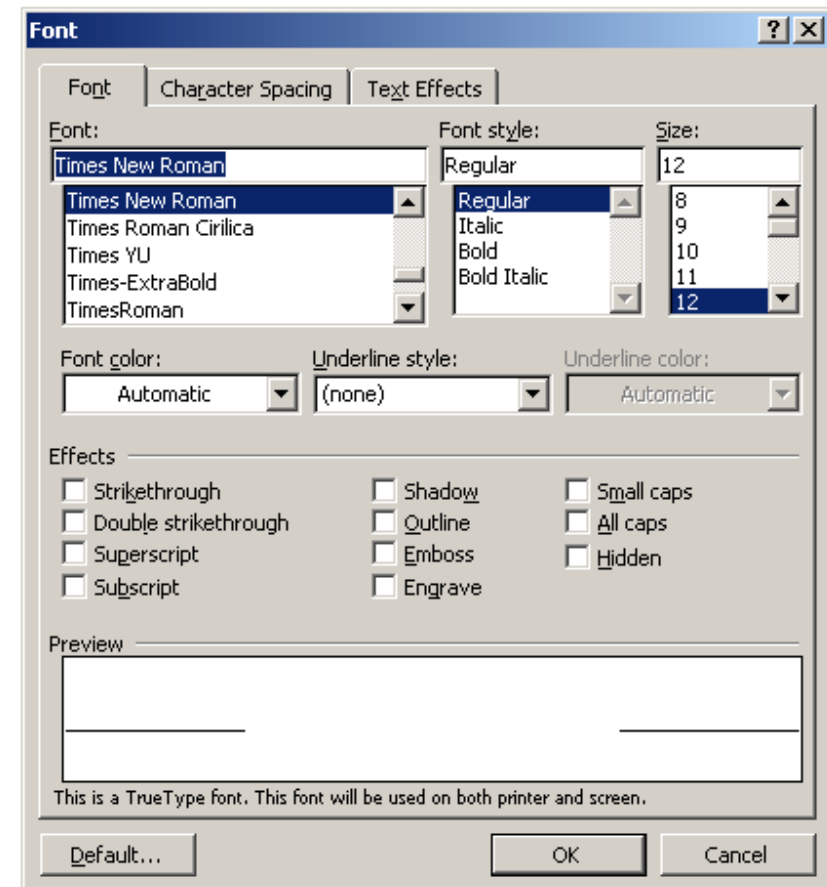 Font
Font Character Spacing Text Effects
Font: Font style: Size:
Times New Roman Regular 12
Times New Roman Regular 8
Times Roman Cirilica Italic 9
Times YU Bold 10
Times-ExtraBold Bold Italic 11
TimesRoman 12
Font color: Underline style: Underline color:
Automatic (none) Automatic
Effects
Strikethrough Shadow Small caps
Double strikethrough Outline All caps
Superscript Emboss Hidden
Subscript Engrave
Preview
This is a TrueType font. This font will be used on both printer and screen.
Default... OK Cancel